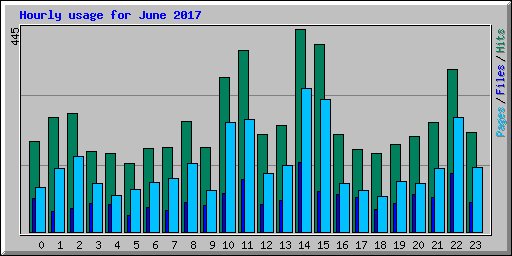 Hourly usage for June 2017
445
Pages / Files / Hits
0 1 2 3 4 5 6 7 8 9 10 11 12 13 14 15 16 17 18 19 20 21 22 23